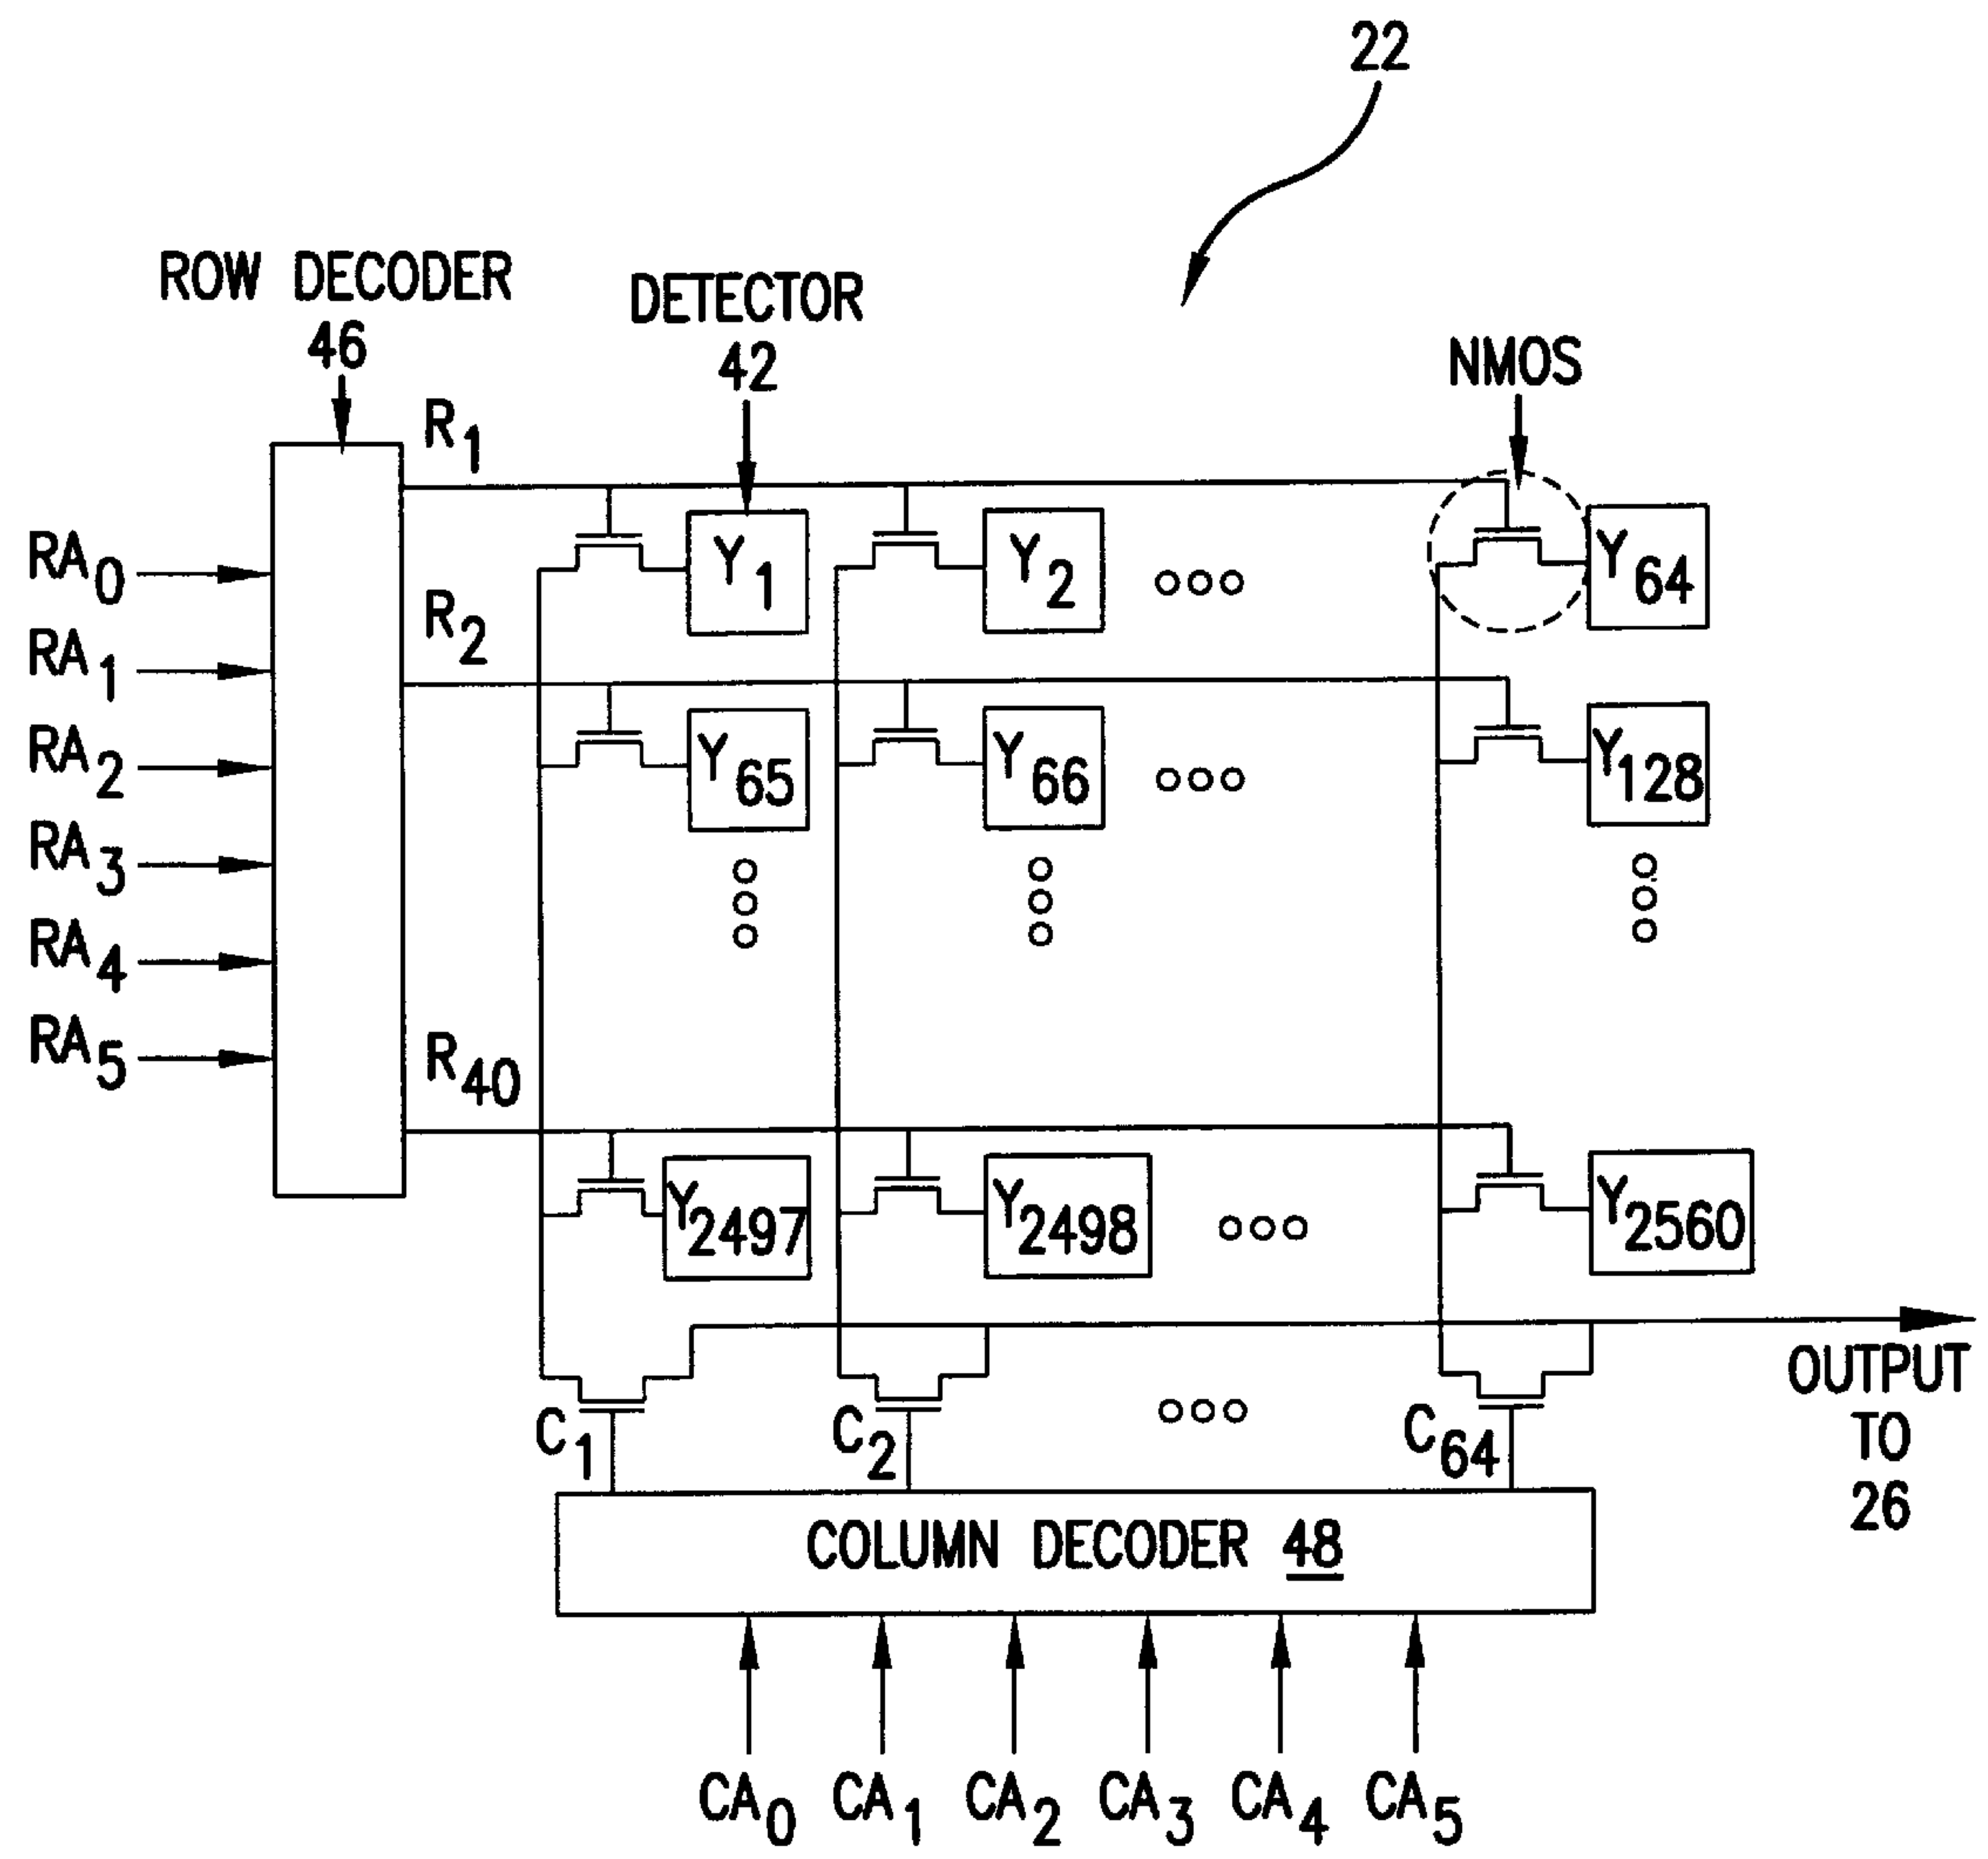 22
ROW DECODER
46
DETECTOR
42
NMOS
R1
Y1
Y2
Y64
RA0
R2
RA1
Y65
Y66
Y128
RA2
RA3
RA4
RA5
R40
Y2497
Y2498
Y2560
OUTPUT
TO
26
C1
C2
C64
COLUMN DECODER 48
CA0 CA1 CA2 CA3 CA4 CA5